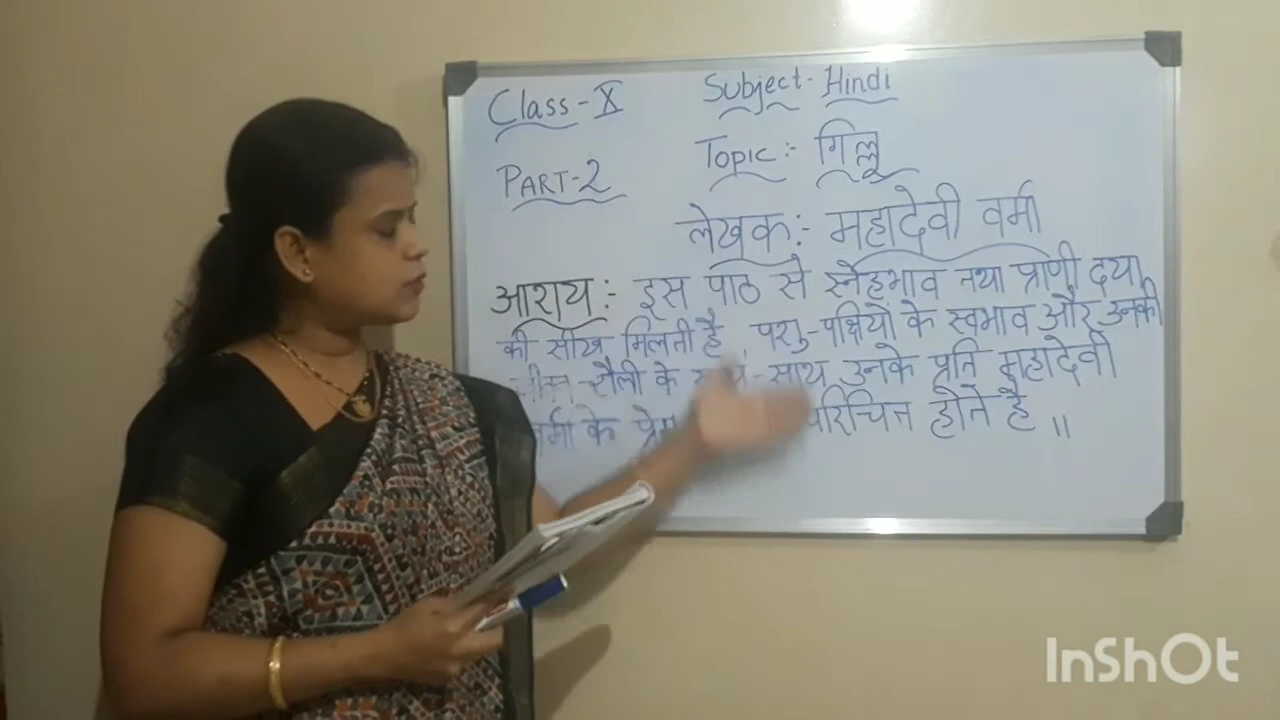 Class-X Subject-Hindi
PART-2 Topic:- गिल्लू
लेखक:- महादेवी वर्मा
आशय:- इस पाठ से स्नेहभाव तथा प्राणी दया
की सीख मिलती है, पशु-पक्षियों के स्वभाव और उनकी
शैली के साथ उनके प्रति महादेवी
वर्मा के परिचित होते है ॥
InShOt